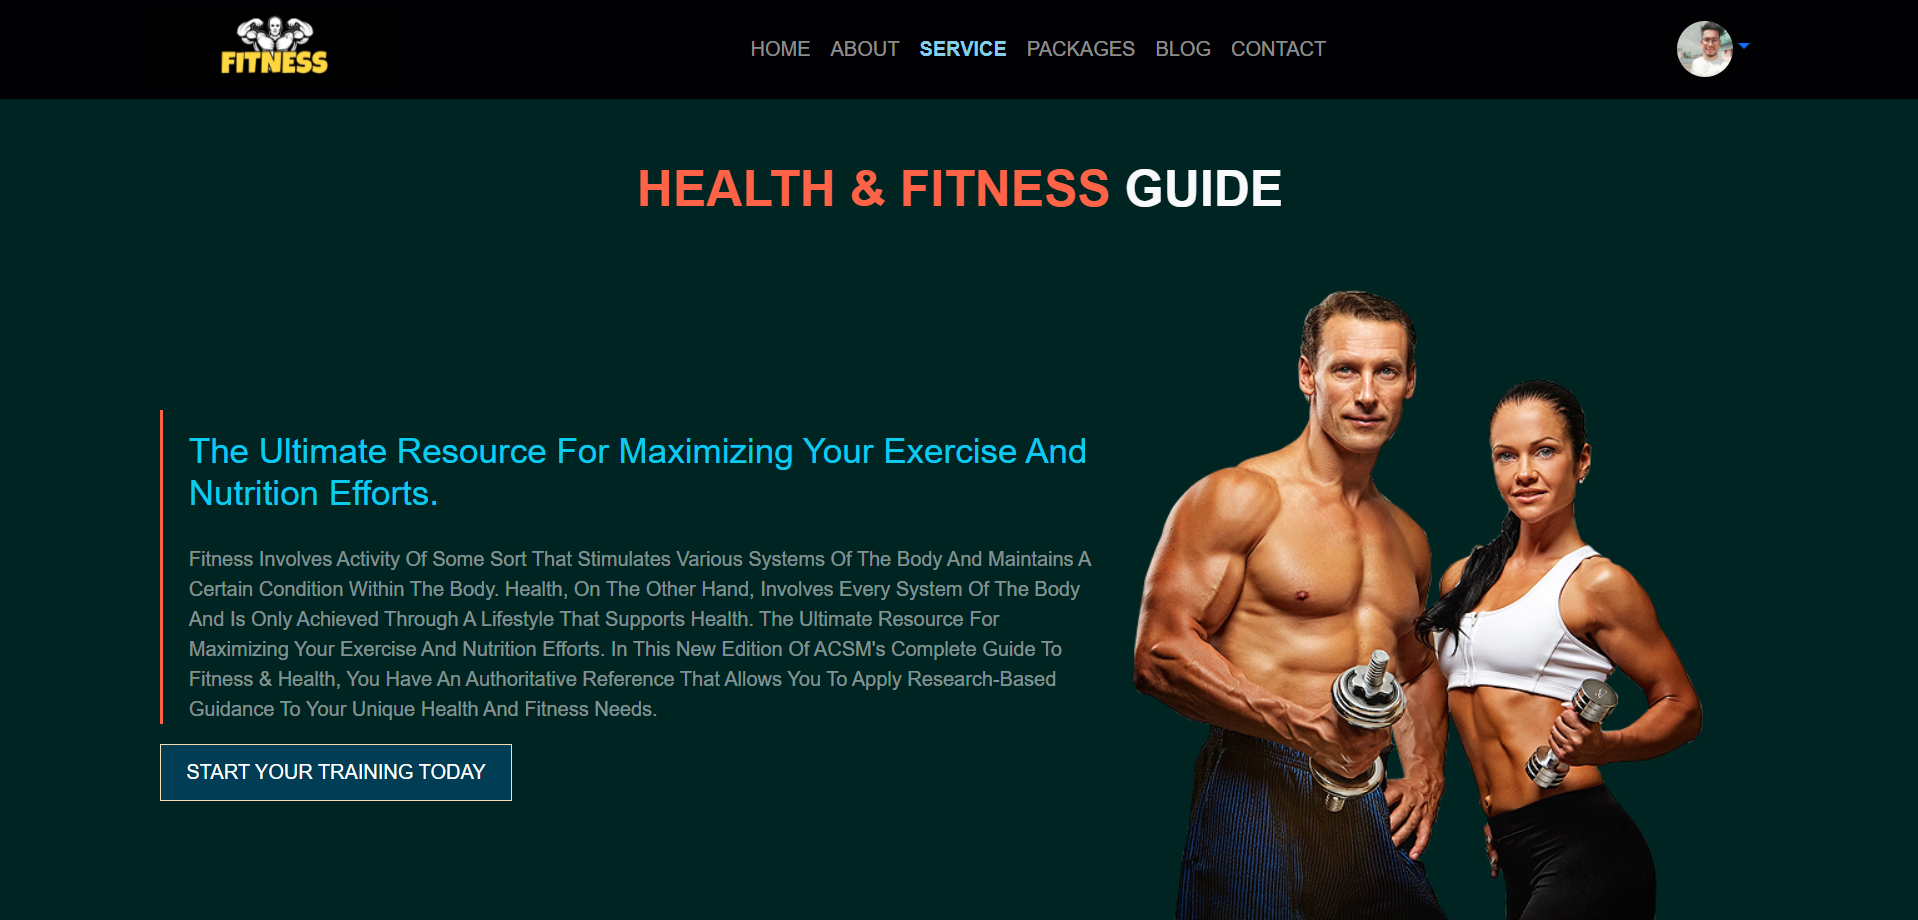 FITNESS
HOME ABOUT SERVICE PACKAGES BLOG CONTACT
HEALTH & FITNESS GUIDE
The Ultimate Resource For Maximizing Your Exercise And
Nutrition Efforts.
Fitness Involves Activity Of Some Sort That Stimulates Various Systems Of The Body And Maintains A
Certain Condition Within The Body. Health, On The Other Hand, Involves Every System Of The Body
And Is Only Achieved Through A Lifestyle That Supports Health. The Ultimate Resource For
Maximizing Your Exercise And Nutrition Efforts. In This New Edition Of ACSM's Complete Guide To
Fitness & Health, You Have An Authoritative Reference That Allows You To Apply Research-Based
Guidance To Your Unique Health And Fitness Needs.
START YOUR TRAINING TODAY